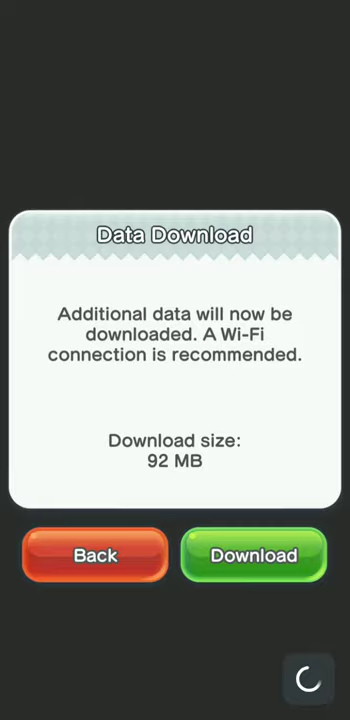 Data Download
Additional data will now be
downloaded. A Wi-Fi
connection is recommended.
Download size:
92 MB
Back
Download